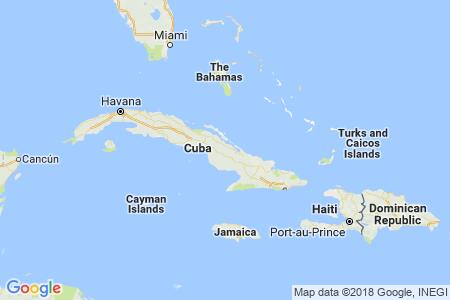 Miami
The
Bahamas
Havana
Turks and
Caicos
Islands
Cuba
Cancún
Cayman
Islands
Haiti
Dominican
Republic
Jamaica
Port-au-Prince
Google
Map data ©2018 Google, INEGI